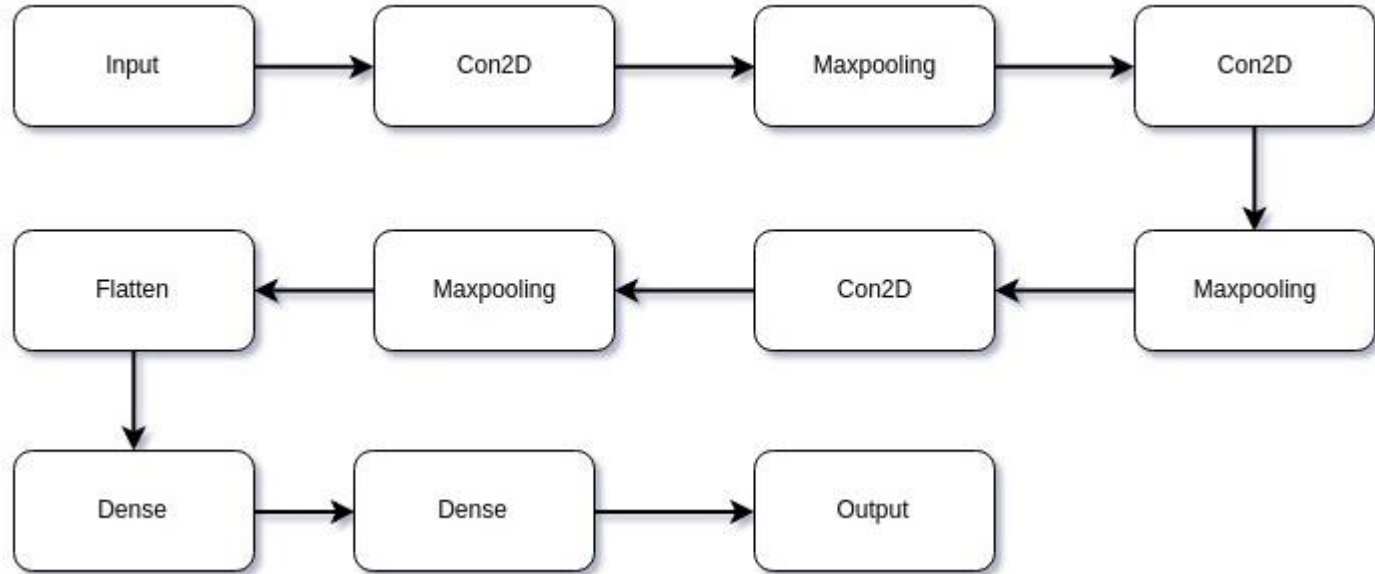 Input
Con2D
Maxpooling
Con2D
Maxpooling
Con2D
Maxpooling
Flatten
Dense
Dense
Output